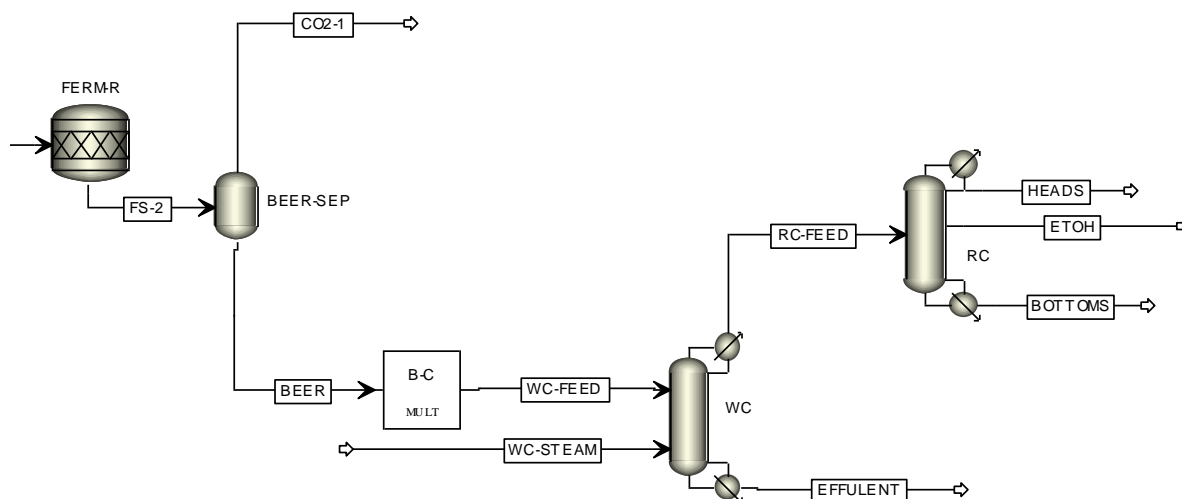 CO2-1
FERM-R
FS-2
BEER-SEP
HEADS
RC-FEED
ETOH
RC
BOTTOMS
B-C
MULT
BEER
WC-FEED
WC
WC-STEAM
EFFULENT